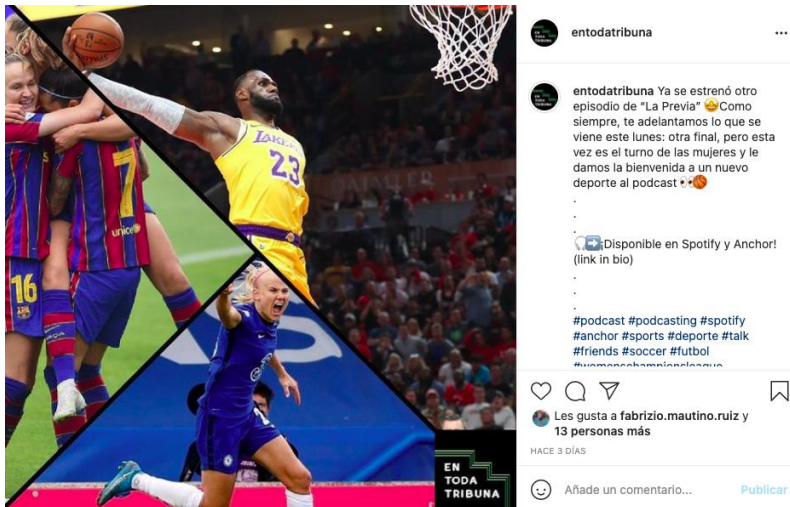 entodatribuna
entodatribuna Ya se estrenó otro
episodio de “La Previa” 🤩Como
siempre, te adelantamos lo que se
viene este lunes: otra final, pero esta
vez es el turno de las mujeres y le
damos la bienvenida a un nuevo
deporte al podcast 👀🏀
.
.
.
🎧➡️¡Disponible en Spotify y Anchor!
(link in bio)
.
.
.
#podcast #podcasting #spotify
#anchor #sports #deporte #talk
#friends #soccer #futbol
#womenschampionsleague
Les gusta a fabrizio.mautino.ruiz y
13 personas más
HACE 3 DÍAS
Añade un comentario... Publicar
LAKERS
23
7
unicef
16
EN
TODA
TRIBUNA